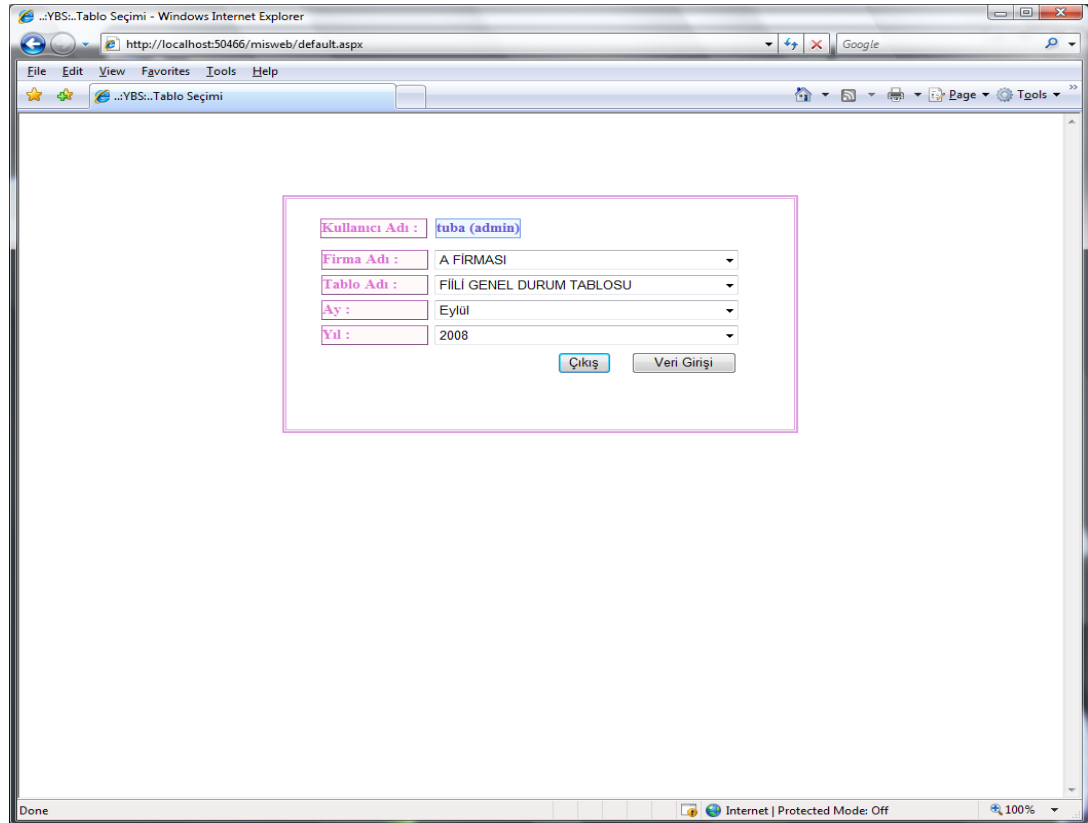 ..:YBS:..Tablo Seçimi - Windows Internet Explorer
http://localhost:50466/misweb/default.aspx
Google
File Edit View Favorites Tools Help
..:YBS:..Tablo Seçimi
Page Tools
Kullanıcı Adı : tuba (admin)
Firma Adı : A FİRMASI
Tablo Adı : FİİLİ GENEL DURUM TABLOSU
Ay : Eylül
Yıl : 2008
Çıkış Veri Girişi
Done Internet | Protected Mode: Off 100%